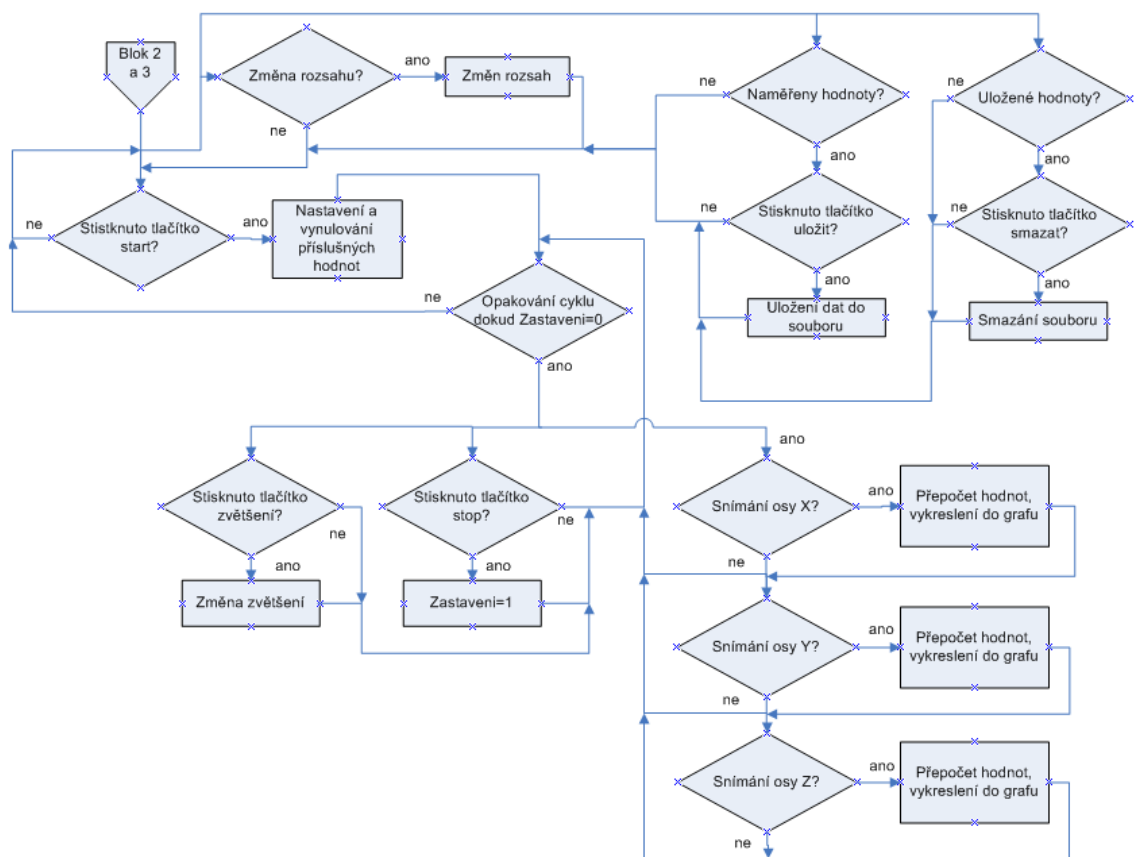 Blok 2
a 3
Změna rozsahu?
ano
Změn rozsah
ne
Naměřeny hodnoty?
ne
ano
Uložené hodnoty?
ne
ano
Stistknuto tlačítko
start?
ne
ano
Nastavení a
vynulování
příslušných
hodnot
Stisknuto tlačítko
uložit?
ne
ano
Uložení dat do
souboru
Stisknuto tlačítko
smazat?
ne
ano
Smazání souboru
Opakování cyklu
dokud Zastaveni=0
ne
ano
Stisknuto tlačítko
zvětšení?
ne
ano
Změna zvětšení
Stisknuto tlačítko
stop?
ne
ano
Zastaveni=1
ano
Snímání osy X?
ano
Přepočet hodnot,
vykreslení do grafu
ne
Snímání osy Y?
ano
Přepočet hodnot,
vykreslení do grafu
ne
Snímání osy Z?
ano
Přepočet hodnot,
vykreslení do grafu
ne